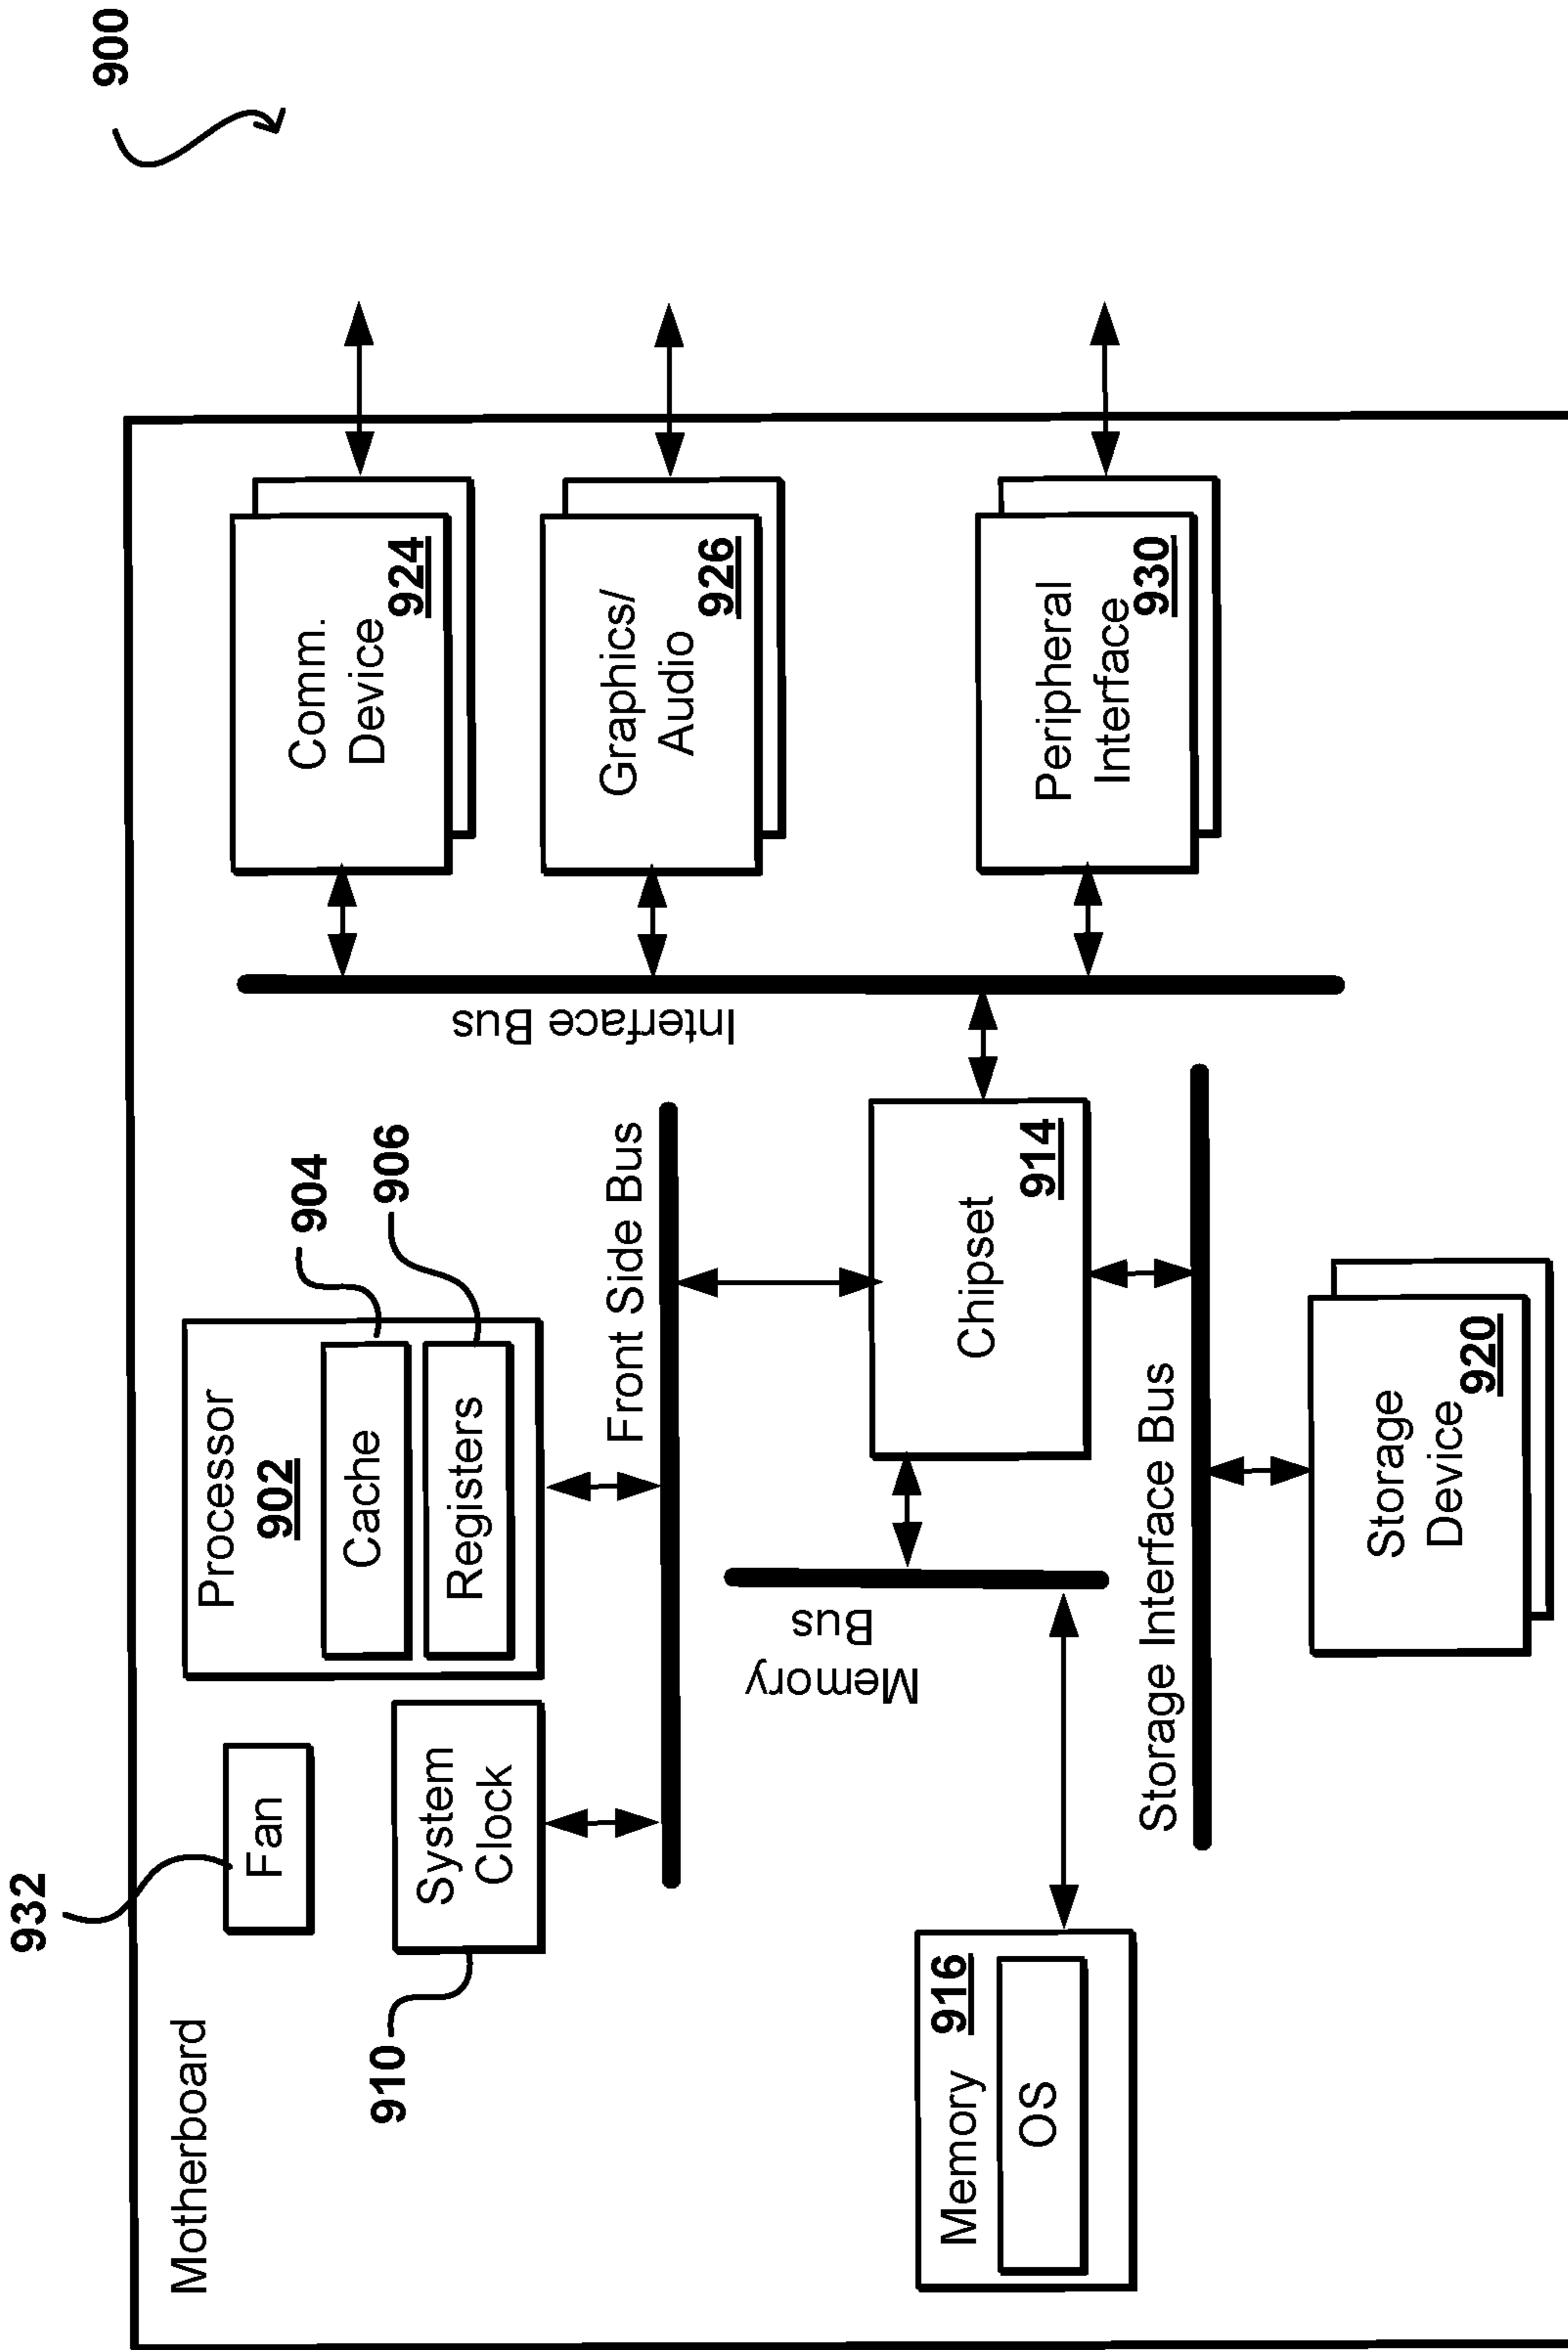 900
Motherboard
932
Fan
Processor
902
Cache
904
Registers
906
System
Clock
910
Front Side Bus
Comm.
Device
924
Graphics/
Audio
926
Peripheral
Interface
930
Interface Bus
Chipset
914
Memory
Bus
Memory
916
OS
Storage Interface Bus
Storage
Device
920